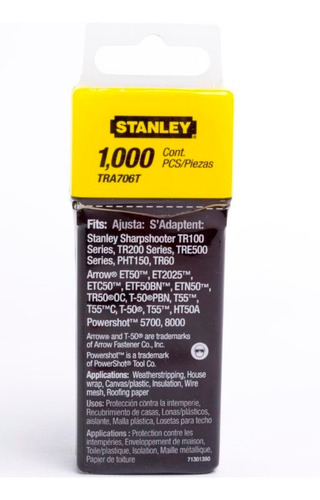 STANLEY
1,000 Cont.
PCS/Piezas
TRA706T
Fits: Ajusta: S'Adaptent:
Stanley Sharpshooter TR100
Series, TR200 Series, TRE500
Series, PHT150, TR60
Arrow® ET50™, ET2025™,
ETC50™, ETF50BN™, ETN50™,
TR50®OC, T-50®PBN, T55™,
T55™C, T-50®, T55™, HT50A
Powershot™ 5700, 8000
Arrow® and T-50® are trademarks
of Arrow Fastener Co., Inc.
Powershot™ is a trademark
of PowerShot® Tool Co.
Applications: Weatherstripping, House
wrap, Canvas/plastic, Insulation, Wire
mesh, Roofing paper
Usos: Protección contra la intemperie,
Recubrimiento de casas, Lonas/plásticos,
aislante, Malla plástica, Losetas para techo
Applications : Protection contre les
intempéries, Enveloppement de maison,
Toile/plastique, Isolation, Maille métallique,
Papier de toiture
71301380